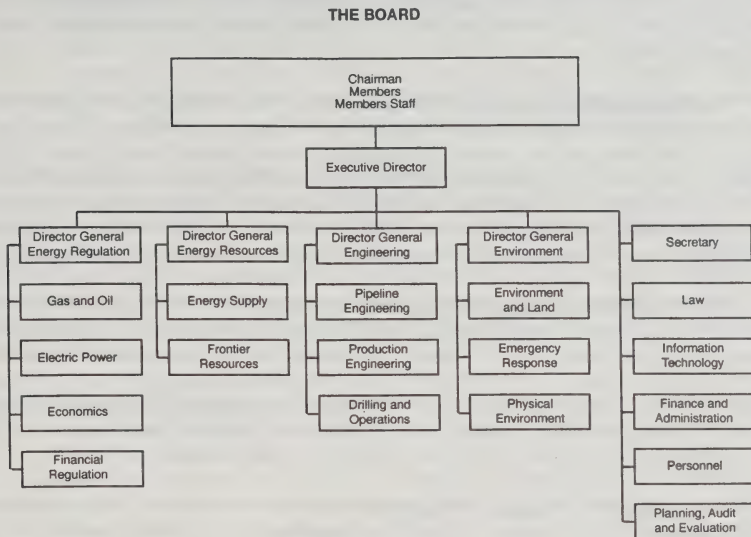 THE BOARD
Chairman
Members
Members Staff
Executive Director
Director General
Energy Regulation
Gas and Oil
Electric Power
Economics
Financial
Regulation
Director General
Energy Resources
Energy Supply
Frontier
Resources
Director General
Engineering
Pipeline
Engineering
Production
Engineering
Drilling and
Operations
Director General
Environment
Environment
and Land
Emergency
Response
Physical
Environment
Secretary
Law
Information
Technology
Finance and
Administration
Personnel
Planning, Audit
and Evaluation